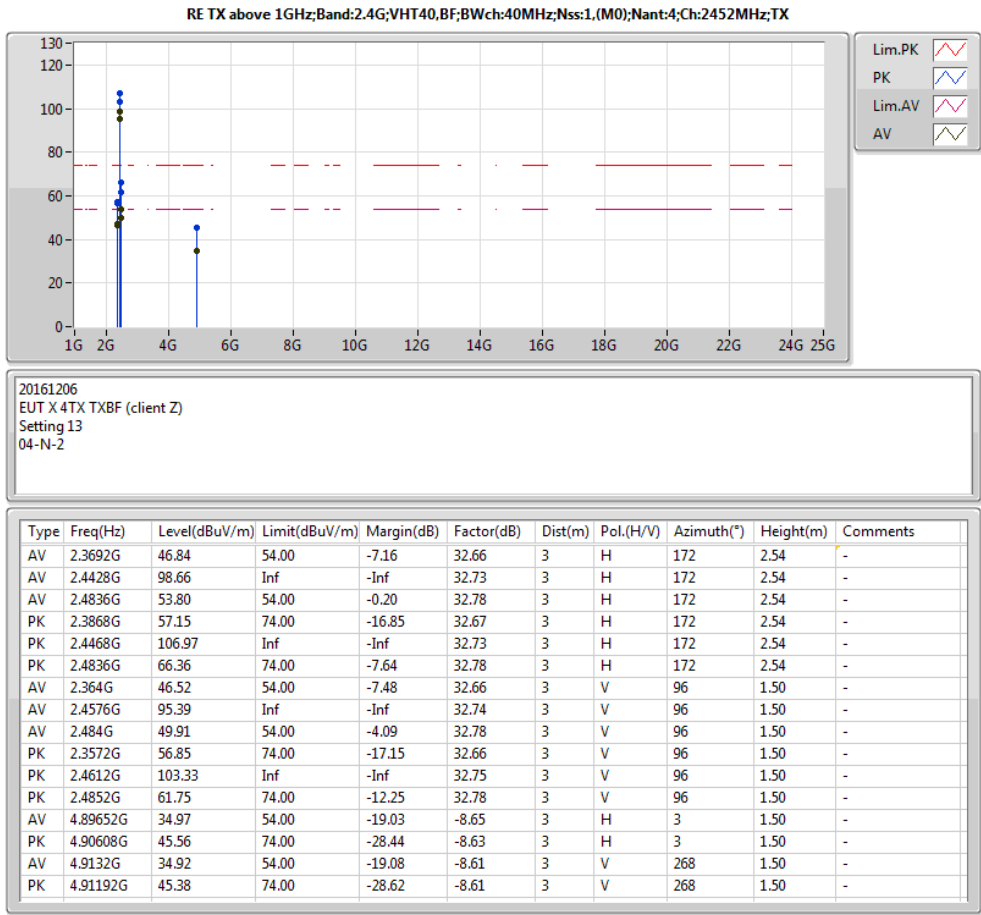 RE TX above 1GHz;Band:2.4G;VHT40,BF;BWch:40MHz;Nss:1,(M0);Nant:4;Ch:2452MHz;TX
130
120
100
80
60
40
20
0
1G 2G 4G 6G 8G 10G 12G 14G 16G 18G 20G 22G 24G 25G
Lim.PK
PK
Lim.AV
AV
20161206
EUT X 4TX TXBF (client Z)
Setting 13
04-N-2
Type Freq(Hz) Level(dBuV/m) Limit(dBuV/m) Margin(dB) Factor(dB) Dist(m) Pol.(H/V) Azimuth(°) Height(m) Comments
AV 2.3692G 46.84 54.00 -7.16 32.66 3 H 172 2.54 -
AV 2.4428G 98.66 Inf -Inf 32.73 3 H 172 2.54 -
AV 2.4836G 53.80 54.00 -0.20 32.78 3 H 172 2.54 -
PK 2.3868G 57.15 74.00 -16.85 32.67 3 H 172 2.54 -
PK 2.4468G 106.97 Inf -Inf 32.73 3 H 172 2.54 -
PK 2.4836G 66.36 74.00 -7.64 32.78 3 H 172 2.54 -
AV 2.364G 46.52 54.00 -7.48 32.66 3 V 96 1.50 -
AV 2.4576G 95.39 Inf -Inf 32.74 3 V 96 1.50 -
AV 2.484G 49.91 54.00 -4.09 32.78 3 V 96 1.50 -
PK 2.3572G 56.85 74.00 -17.15 32.66 3 V 96 1.50 -
PK 2.4612G 103.33 Inf -Inf 32.75 3 V 96 1.50 -
PK 2.4852G 61.75 74.00 -12.25 32.78 3 V 96 1.50 -
AV 4.89652G 34.97 54.00 -19.03 -8.65 3 H 3 1.50 -
PK 4.90608G 45.56 74.00 -28.44 -8.63 3 H 3 1.50 -
AV 4.9132G 34.92 54.00 -19.08 -8.61 3 V 268 1.50 -
PK 4.91192G 45.38 74.00 -28.62 -8.61 3 V 268 1.50 -